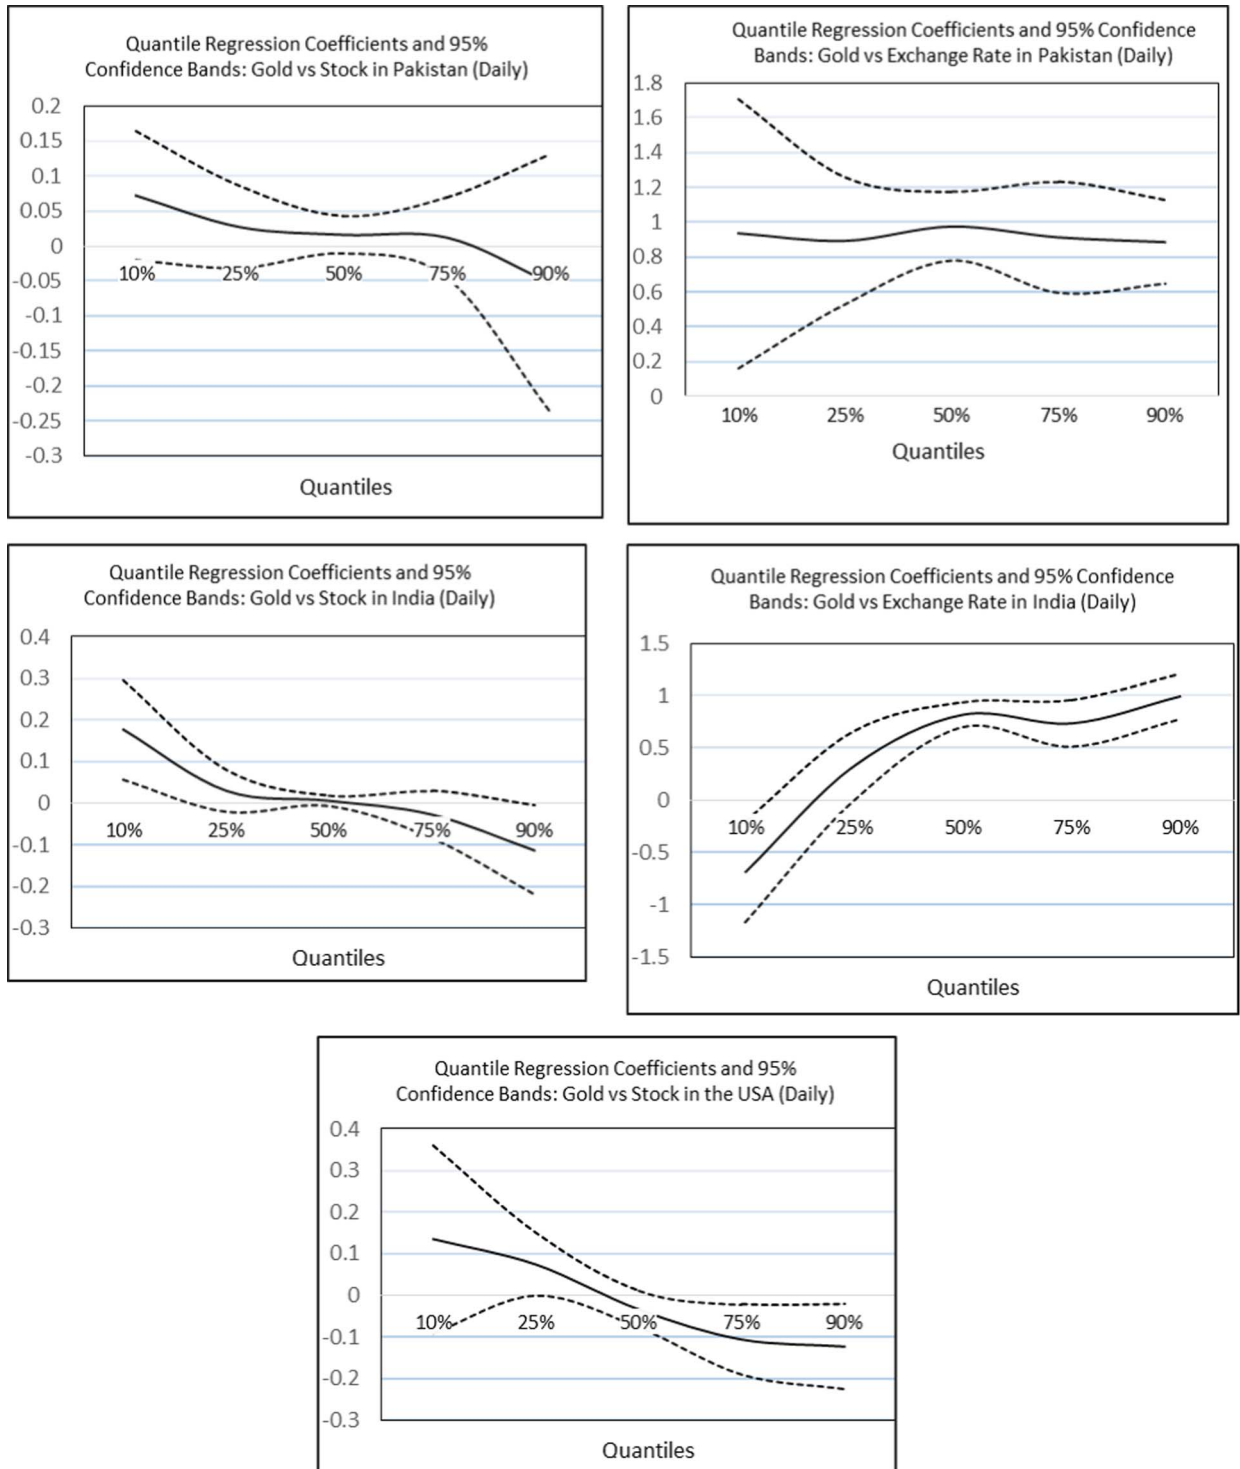 Quantile Regression Coefficients and 95%
Confidence Bands: Gold vs Stock in Pakistan (Daily)
0.2
0.15
0.1
0.05
0
-0.05
-0.1
-0.15
-0.2
-0.25
-0.3
10% 25% 50% 75% 90%
Quantiles
Quantile Regression Coefficients and 95% Confidence
Bands: Gold vs Exchange Rate in Pakistan (Daily)
1.8
1.6
1.4
1.2
1
0.8
0.6
0.4
0.2
0
10% 25% 50% 75% 90%
Quantiles
Quantile Regression Coefficients and 95%
Confidence Bands: Gold vs Stock in India (Daily)
0.4
0.3
0.2
0.1
0
-0.1
-0.2
-0.3
10% 25% 50% 75% 90%
Quantiles
Quantile Regression Coefficients and 95% Confidence
Bands: Gold vs Exchange Rate in India (Daily)
1.5
1
0.5
0
-0.5
-1
-1.5
10% 25% 50% 75% 90%
Quantiles
Quantile Regression Coefficients and 95%
Confidence Bands: Gold vs Stock in the USA (Daily)
0.4
0.3
0.2
0.1
0
-0.1
-0.2
-0.3
10% 25% 50% 75% 90%
Quantiles